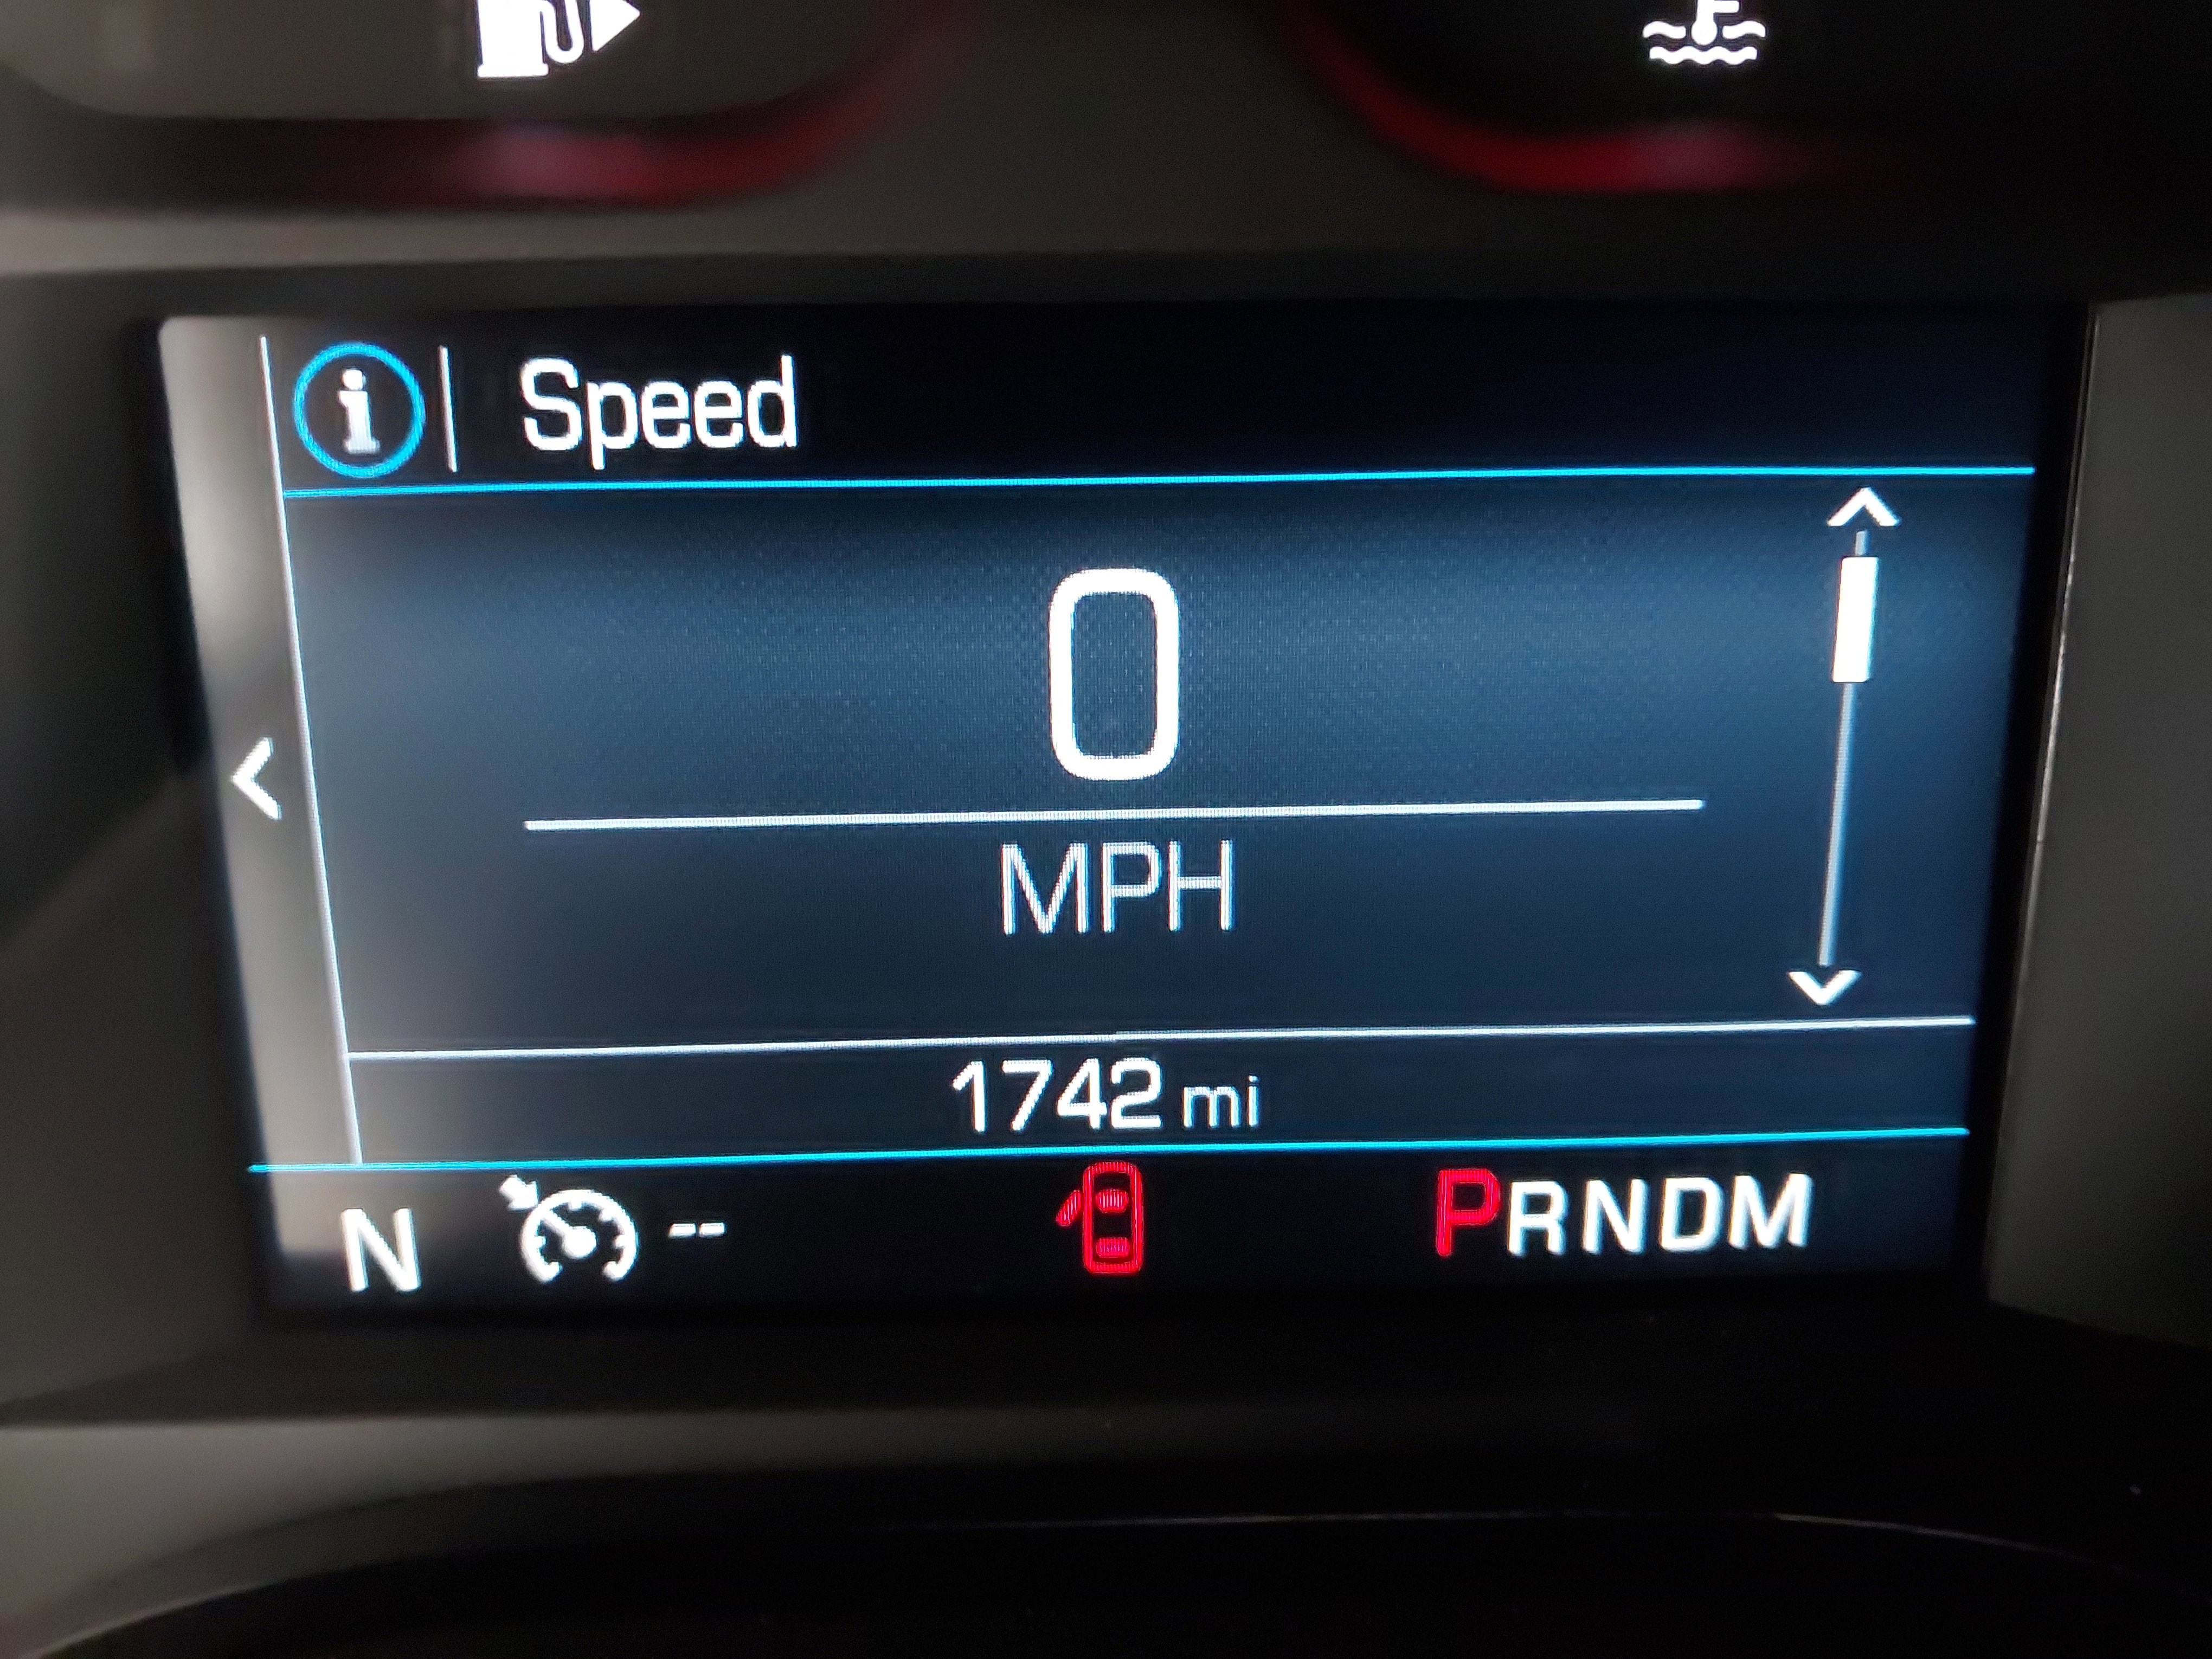 i Speed
0
MPH
1742 mi
N -- PRNDM